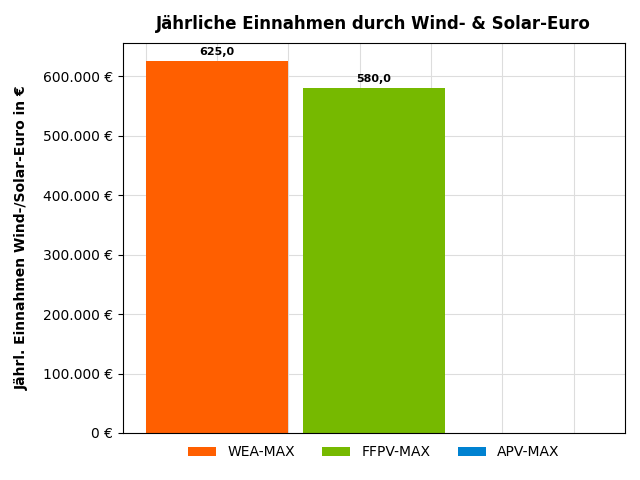 Jährliche Einnahmen durch Wind- & Solar-Euro
Jährl. Einnahmen Wind-/Solar-Euro in €
600.000 €
500.000 €
400.000 €
300.000 €
200.000 €
100.000 €
0 €
625,0
580,0
WEA-MAX
FFPV-MAX
APV-MAX